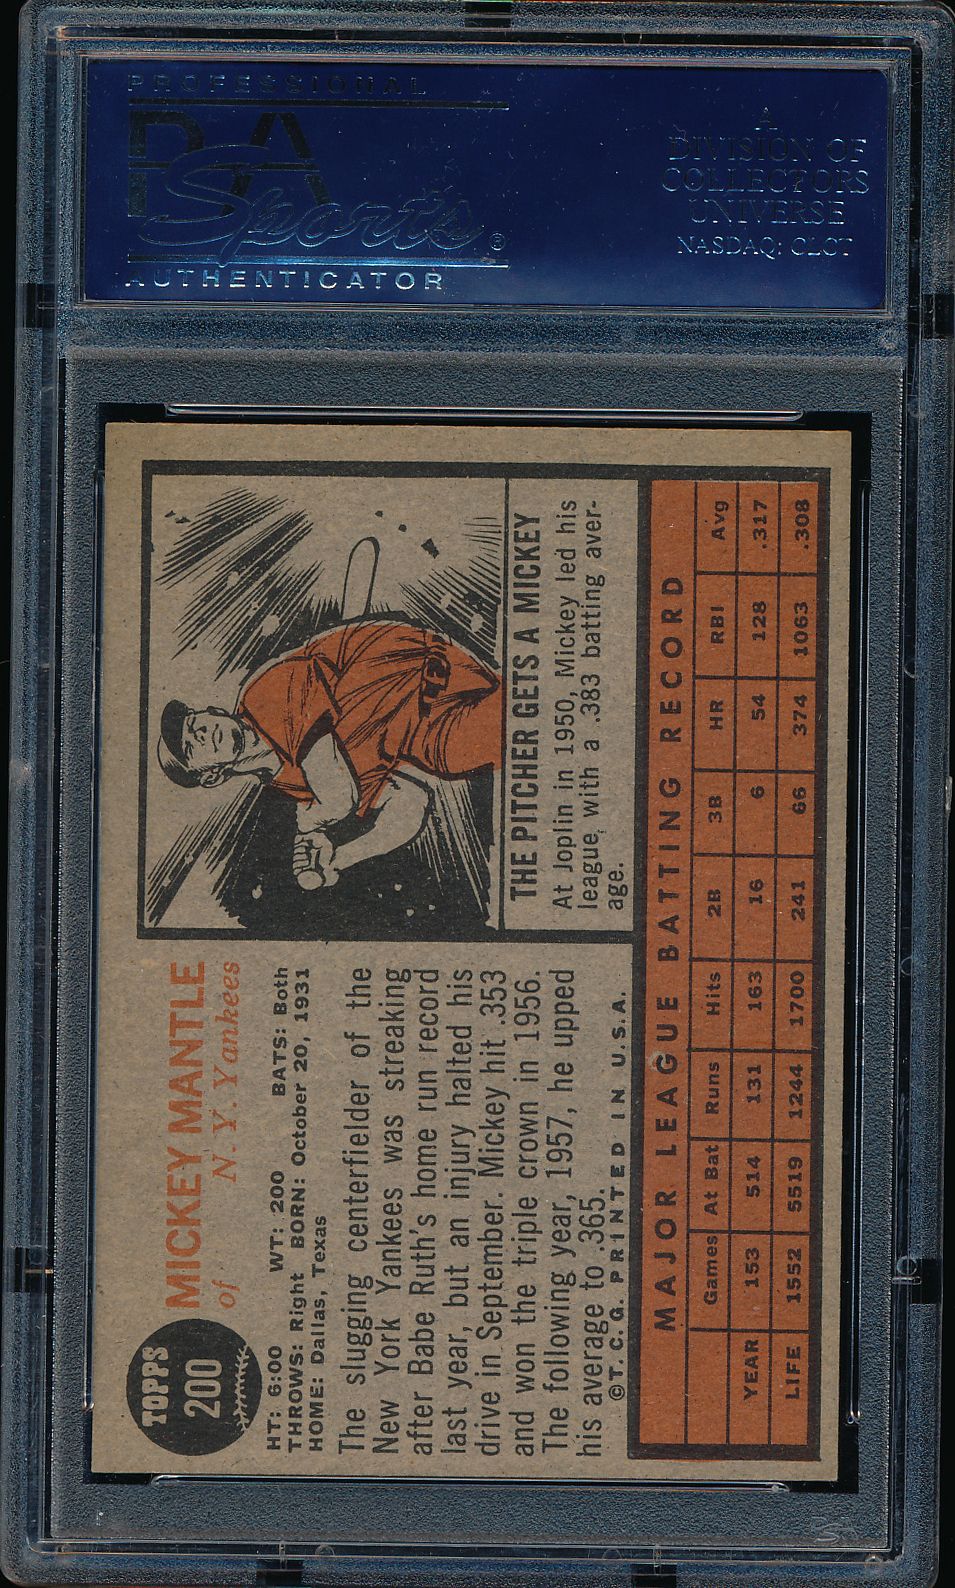 PROFESSIONAL
PSA
Sports®
AUTHENTICATOR
A
DIVISION OF
COLLECTORS
UNIVERSE
NASDAQ: CLCT
TOPPS
200
MICKEY MANTLE
of N. Y. Yankees
HT: 6:00 WT: 200 BATS: Both
THROWS: Right BORN: October 20, 1931
HOME: Dallas, Texas
The slugging centerfielder of the
New York Yankees was streaking
after Babe Ruth's home run record
last year, but an injury halted his
drive in September. Mickey hit .353
and won the triple crown in 1956.
The following year, 1957, he upped
his average to .365.
©T.C.G. PRINTED IN U.S.A.
THE PITCHER GETS A MICKEY
At Joplin in 1950, Mickey led his
league with a .383 batting aver-
age.
MAJOR LEAGUE BATTING RECORD
Games At Bat Runs Hits 2B 3B HR RBI Avg
YEAR 153 514 131 163 16 6 54 128 .317
LIFE 1552 5519 1244 1700 241 66 374 1063 .308
PSA